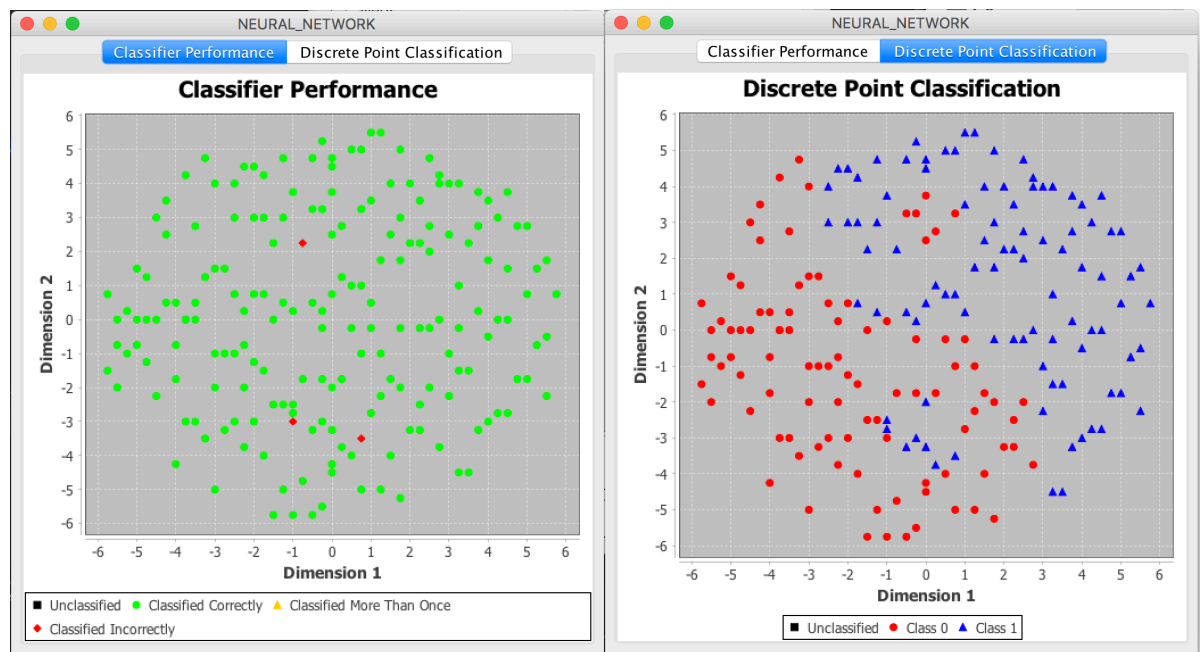 NEURAL_NETWORK
Classifier Performance Discrete Point Classification
Classifier Performance
6
5
4
3
2
1
0
-1
-2
-3
-4
-5
-6
Dimension 2
-6 -5 -4 -3 -2 -1 0 1 2 3 4 5 6
Dimension 1
Unclassified Classified Correctly Classified More Than Once
Classified Incorrectly
NEURAL_NETWORK
Classifier Performance Discrete Point Classification
Discrete Point Classification
6
5
4
3
2
1
0
-1
-2
-3
-4
-5
-6
Dimension 2
-6 -5 -4 -3 -2 -1 0 1 2 3 4 5 6
Dimension 1
Unclassified Class 0 Class 1